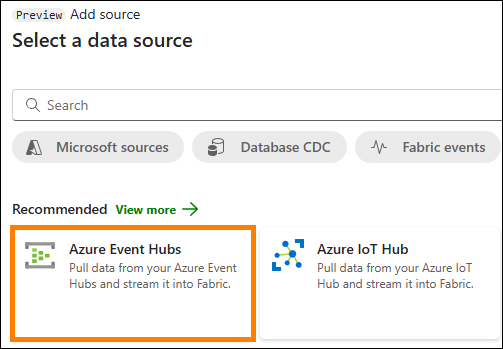 Preview Add source
Select a data source
Search
Microsoft sources Database CDC Fabric events
Recommended View more
Azure Event Hubs
Pull data from your Azure Event
Hubs and stream it into Fabric.
Azure IoT Hub
Pull data from your Azure IoT
Hub and stream it into Fabric.